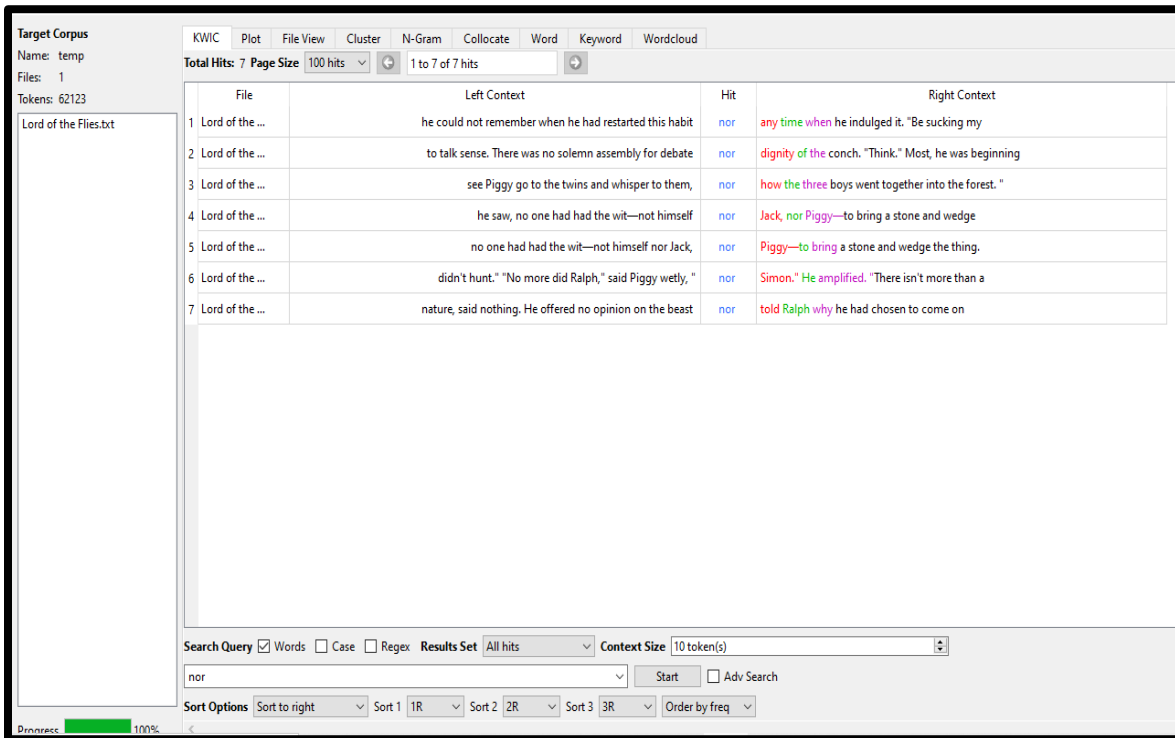 Target Corpus
Name: temp
Files: 1
Tokens: 62123
Lord of the Flies.txt
Progress 100%
KWIC Plot File View Cluster N-Gram Collocate Word Keyword Wordcloud
Total Hits: 7 Page Size 100 hits 1 to 7 of 7 hits
File Left Context Hit Right Context
1 Lord of the ... he could not remember when he had restarted this habit nor any time when he indulged it. "Be sucking my
2 Lord of the ... to talk sense. There was no solemn assembly for debate nor dignity of the conch. "Think." Most, he was beginning
3 Lord of the ... see Piggy go to the twins and whisper to them, nor how the three boys went together into the forest. "
4 Lord of the ... he saw, no one had had the wit—not himself nor Jack, nor Piggy—to bring a stone and wedge
5 Lord of the ... no one had had the wit—not himself nor Jack, nor Piggy—to bring a stone and wedge the thing.
6 Lord of the ... didn't hunt." "No more did Ralph," said Piggy wetly, " nor Simon." He amplified. "There isn't more than a
7 Lord of the ... nature, said nothing. He offered no opinion on the beast nor told Ralph why he had chosen to come on
Search Query Words Case Regex Results Set All hits Context Size 10 token(s)
nor Start Adv Search
Sort Options Sort to right Sort 1 1R Sort 2 2R Sort 3 3R Order by freq